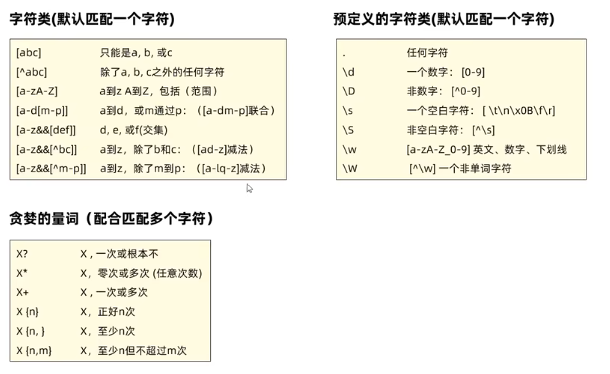 字符类(默认匹配一个字符)
[abc] 只能是a, b, 或c
[^abc] 除了a, b, c之外的任何字符
[a-zA-Z] a到z A到Z，包括（范围）
[a-d[m-p]] a到d，或m通过p：（[a-dm-p]联合）
[a-z&&[def]] d, e, 或f(交集)
[a-z&&[^bc]] a到z，除了b和c：（[ad-z]减法）
[a-z&&[^m-p]] a到z，除了m到p：（[a-lq-z]减法）
预定义的字符类(默认匹配一个字符)
. 任何字符
\d 一个数字： [0-9]
\D 非数字： [^0-9]
\s 一个空白字符： [ \t\n\x0B\f\r]
\S 非空白字符： [^\s]
\w [a-zA-Z_0-9] 英文、数字、下划线
\W [^\w] 一个非单词字符
贪婪的量词（配合匹配多个字符）
X? X , 一次或根本不
X* X，零次或多次 (任意次数)
X+ X , 一次或多次
X {n} X，正好n次
X {n, } X，至少n次
X {n,m} X，至少n但不超过m次